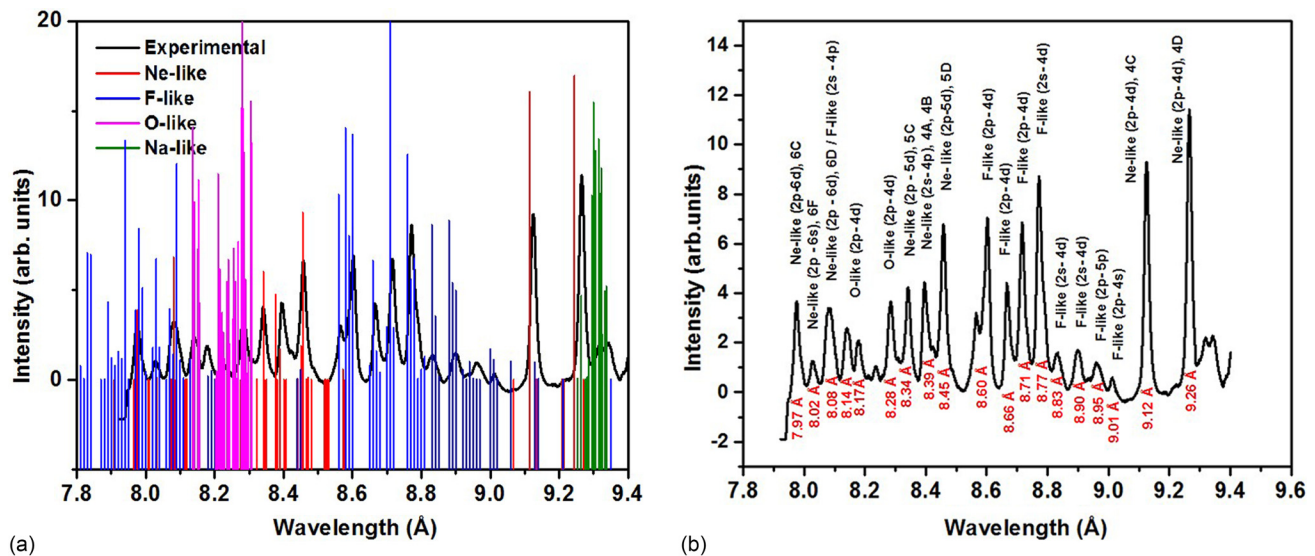 20
10
0
Intensity (arb. units)
Experimental
Ne-like
F-like
O-like
Na-like
7.8 8.0 8.2 8.4 8.6 8.8 9.0 9.2 9.4
Wavelength (Å)
(a)
14
12
10
8
6
4
2
0
-2
Intensity (arb.units)
Ne-like (2p-6d), 6C
Ne-like (2p - 6s), 6F
Ne-like (2p - 6d), 6D / F-like (2s - 4p)
O-like (2p-4d)
O-like (2p-4d)
Ne-like (2p - 5d), 5C
Ne-like (2s-4p), 4A, 4B
Ne-like (2p-5d), 5D
F-like (2p-4d)
F-like (2p-4d)
F-like (2p-4d)
F-like (2s-4d)
F-like (2s-4d)
F-like (2s-4d)
F-like (2p-5p)
F-like (2p-4s)
Ne-like (2p-4d), 4C
Ne-like (2p-4d), 4D
7.97 Å
8.02 Å
8.08 Å
8.14 Å
8.17Å
8.28 Å
8.34 Å
8.39 Å
8.45 Å
8.60 Å
8.66 Å
8.71 Å
8.77 Å
8.83 Å
8.90 Å
8.95 Å
9.01 Å
9.12 Å
9.26 Å
7.8 8.0 8.2 8.4 8.6 8.8 9.0 9.2 9.4 9.6
Wavelength (Å)
(b)